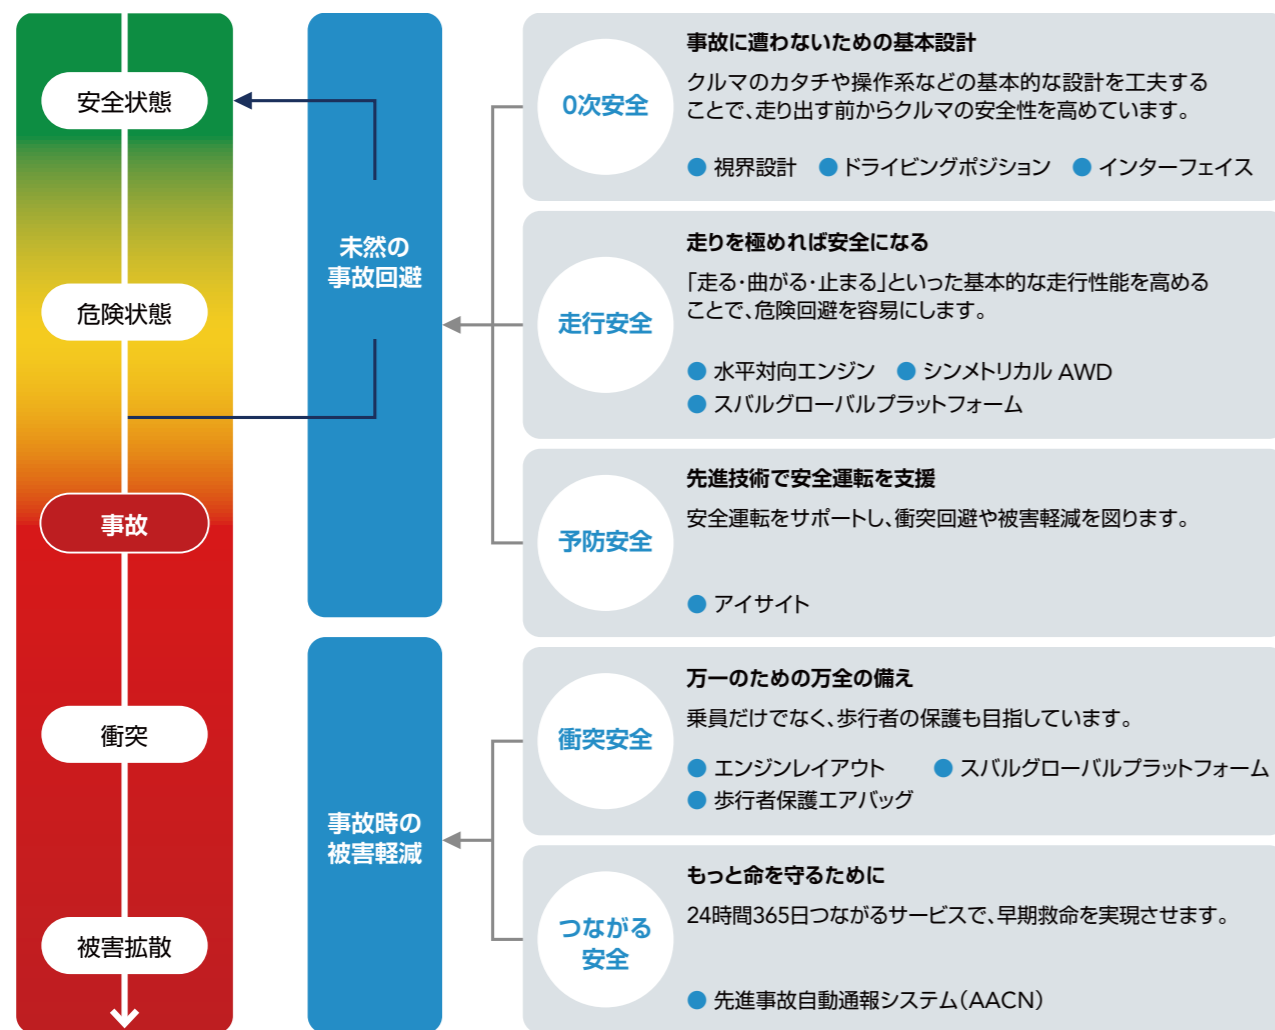 安全状態
危険状態
事故
衝突
被害拡散
未然の
事故回避
事故時の
被害軽減
0次安全
事故に遭わないための基本設計
クルマのカタチや操作系などの基本的な設計を工夫する
ことで、走り出す前からクルマの安全性を高めています。
● 視界設計 ● ドライビングポジション ● インターフェイス
走行安全
走りを極めれば安全になる
「走る・曲がる・止まる」といった基本的な走行性能を高める
ことで、危険回避を容易にします。
● 水平対向エンジン ● シンメトリカル AWD
● スバルグローバルプラットフォーム
予防安全
先進技術で安全運転を支援
安全運転をサポートし、衝突回避や被害軽減を図ります。
● アイサイト
衝突安全
万一のための万全の備え
乗員だけでなく、歩行者の保護も目指しています。
● エンジンレイアウト ● スバルグローバルプラットフォーム
● 歩行者保護エアバッグ
つながる
安全
もっと命を守るために
24時間365日つながるサービスで、早期救命を実現させます。
● 先進事故自動通報システム(AACN)